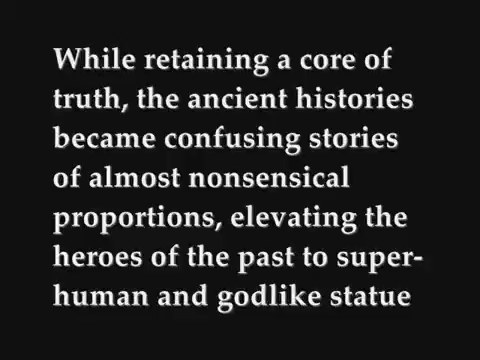 While retaining a core of
truth, the ancient histories
became confusing stories
of almost nonsensical
proportions, elevating the
heroes of the past to super-
human and godlike statue